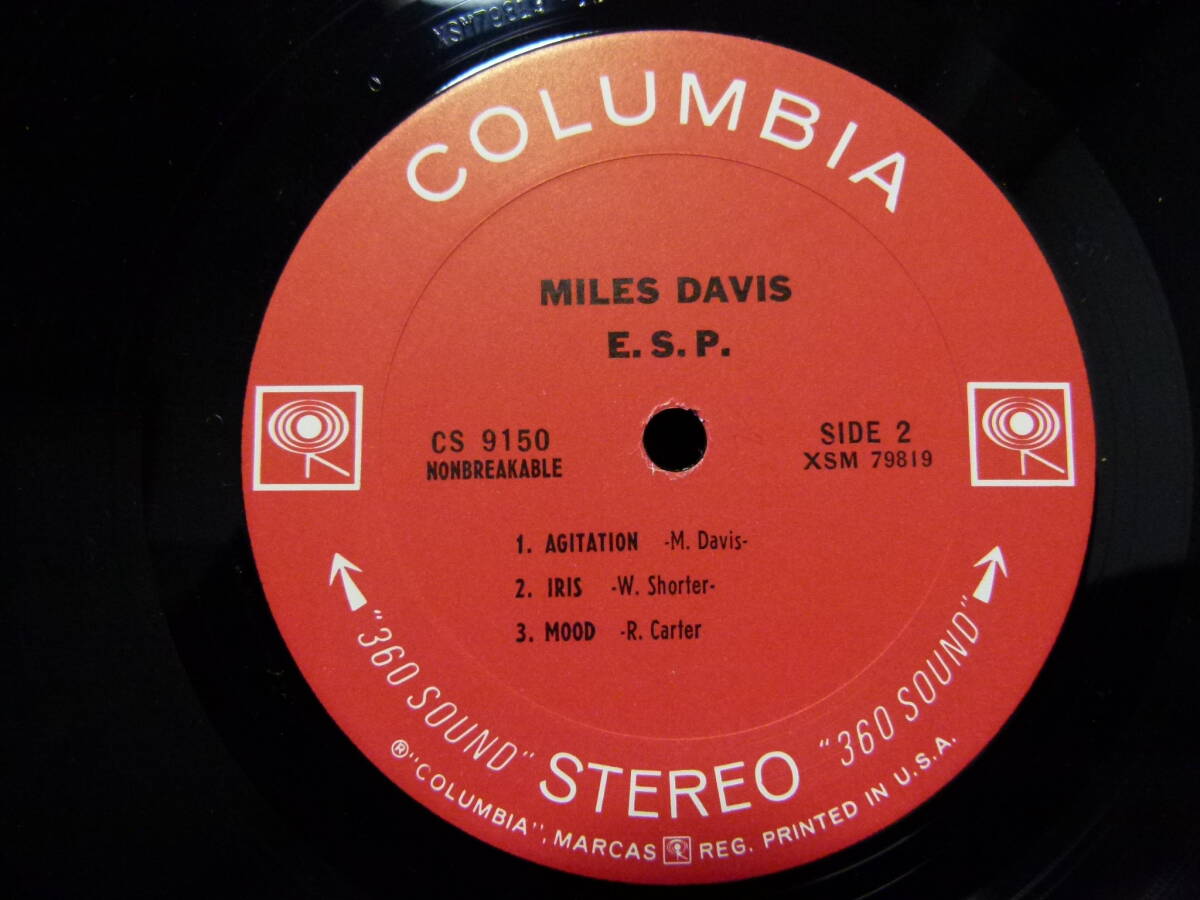 COLUMBIA
MILES DAVIS
E. S. P.
CS 9150
NONBREAKABLE
SIDE 2
XSM 79819
1. AGITATION -M. Davis-
2. IRIS -W. Shorter-
3. MOOD -R. Carter
"360 SOUND" STEREO "360 SOUND"
®"COLUMBIA", MARCAS REG. PRINTED IN U.S.A.